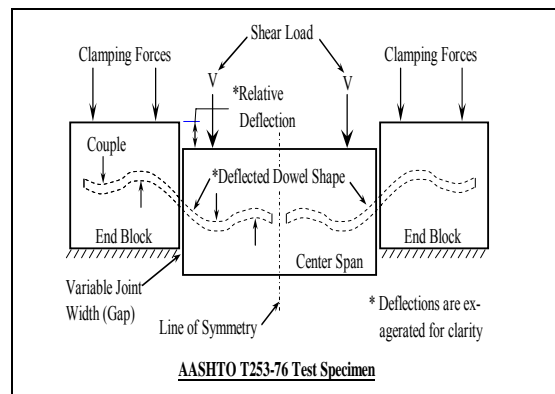 Shear Load
Clamping Forces
Clamping Forces
V
V
*Relative
Deflection
Couple
*Deflected Dowel Shape
End Block
End Block
Center Span
Variable Joint
Width (Gap)
Line of Symmetry
* Deflections are ex-
agerated for clarity
AASHTO T253-76 Test Specimen